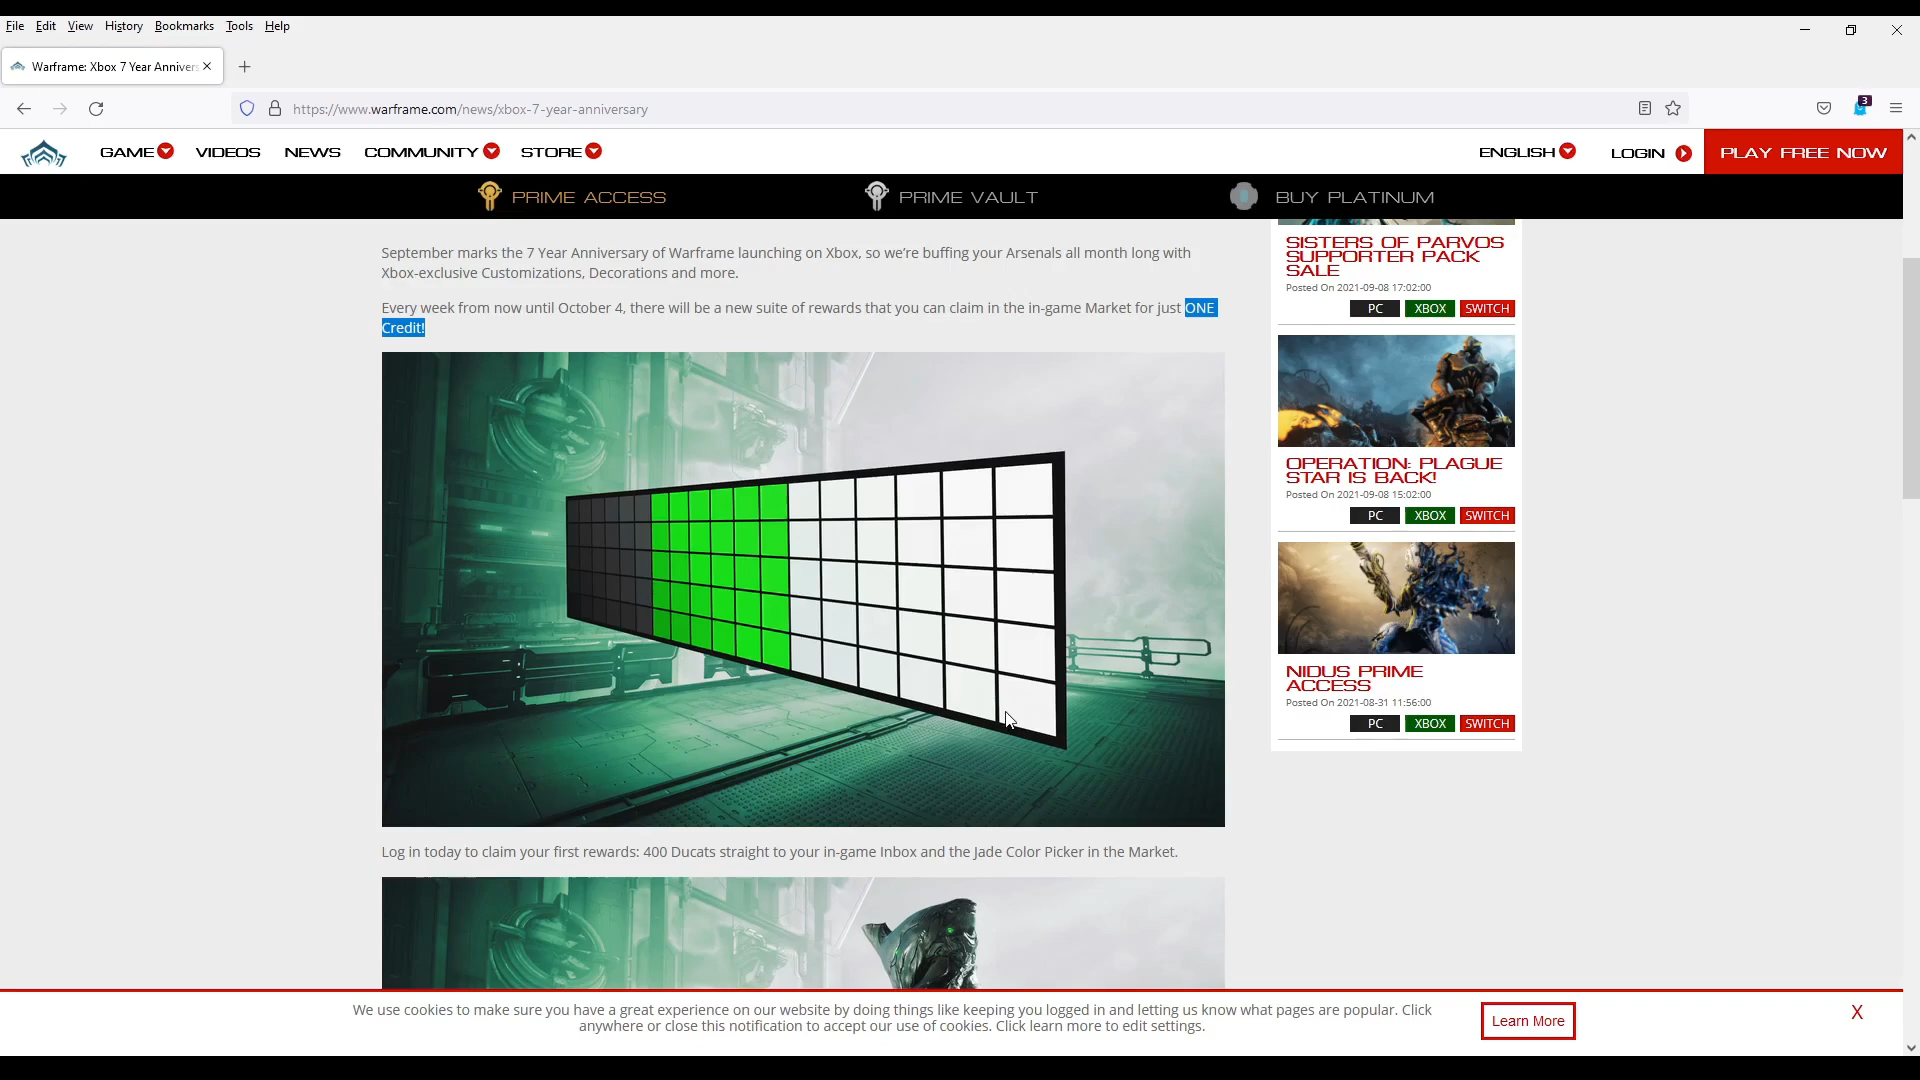 File Edit View History Bookmarks Tools Help
Warframe: Xbox 7 Year Annivers
https://www.warframe.com/news/xbox-7-year-anniversary
3
GAME VIDEOS NEWS COMMUNITY STORE ENGLISH LOGIN PLAY FREE NOW
PRIME ACCESS PRIME VAULT BUY PLATINUM
September marks the 7 Year Anniversary of Warframe launching on Xbox, so we're buffing your Arsenals all month long with
Xbox-exclusive Customizations, Decorations and more.
Every week from now until October 4, there will be a new suite of rewards that you can claim in the in-game Market for just ONE
Credit!
Log in today to claim your first rewards: 400 Ducats straight to your in-game Inbox and the Jade Color Picker in the Market.
SISTERS OF PARVOS
SUPPORTER PACK
SALE
Posted On 2021-09-08 17:02:00
PC XBOX SWITCH
OPERATION: PLAGUE
STAR IS BACK!
Posted On 2021-09-08 15:02:00
PC XBOX SWITCH
NIDUS PRIME
ACCESS
Posted On 2021-08-31 11:56:00
PC XBOX SWITCH
We use cookies to make sure you have a great experience on our website by doing things like keeping you logged in and letting us know what pages are popular. Click
anywhere or close this notification to accept our use of cookies. Click learn more to edit settings.
Learn More
X